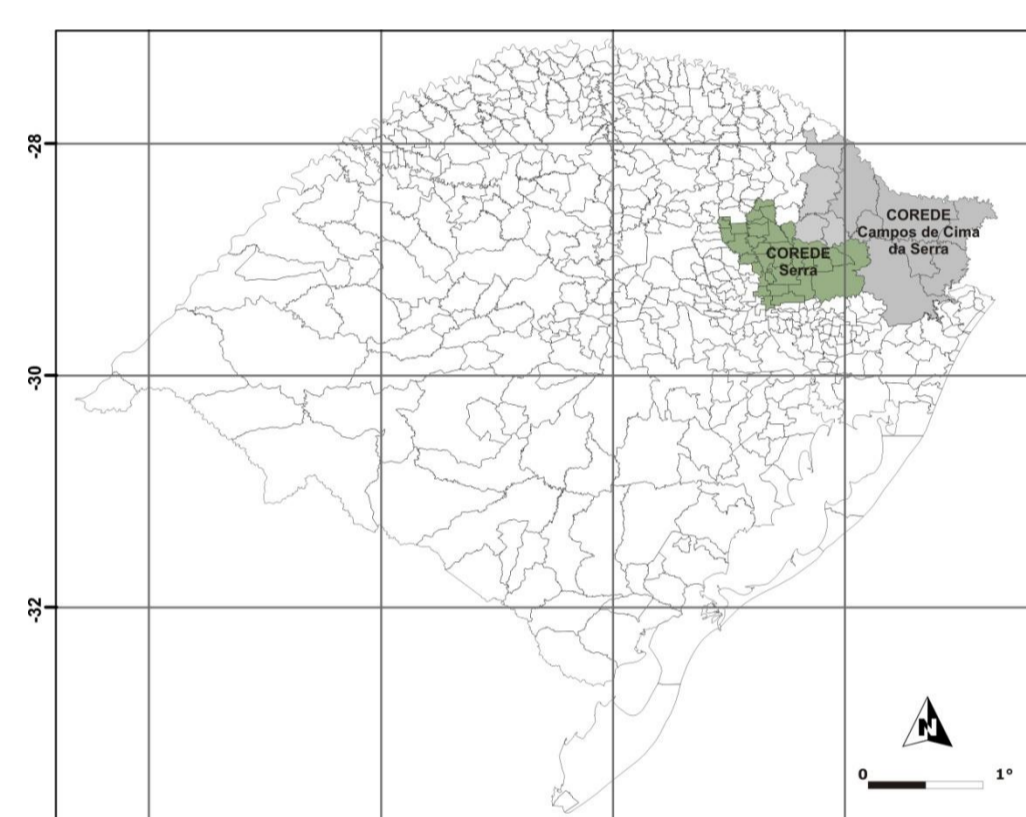 -28
COREDE
Campos de Cima
da Serra
COREDE
Serra
-30
-32
N
0 1°